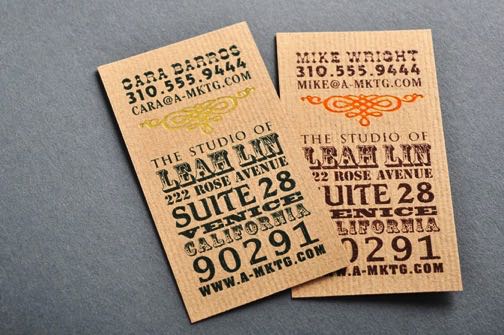 CARA BARROS
310.555.9444
CARA@A-MKTG.COM
THE STUDIO OF
LEAH LIN
222 ROSE AVENUE
SUITE 28
VENICE
CALIFORNIA
90291
WWW.A-MKTG.COM
MIKE WRIGHT
310.555.9444
MIKE@A-MKTG.COM
THE STUDIO OF
LEAH LIN
222 ROSE AVENUE
SUITE 28
VENICE
CALIFORNIA
90291
WWW.A-MKTG.COM